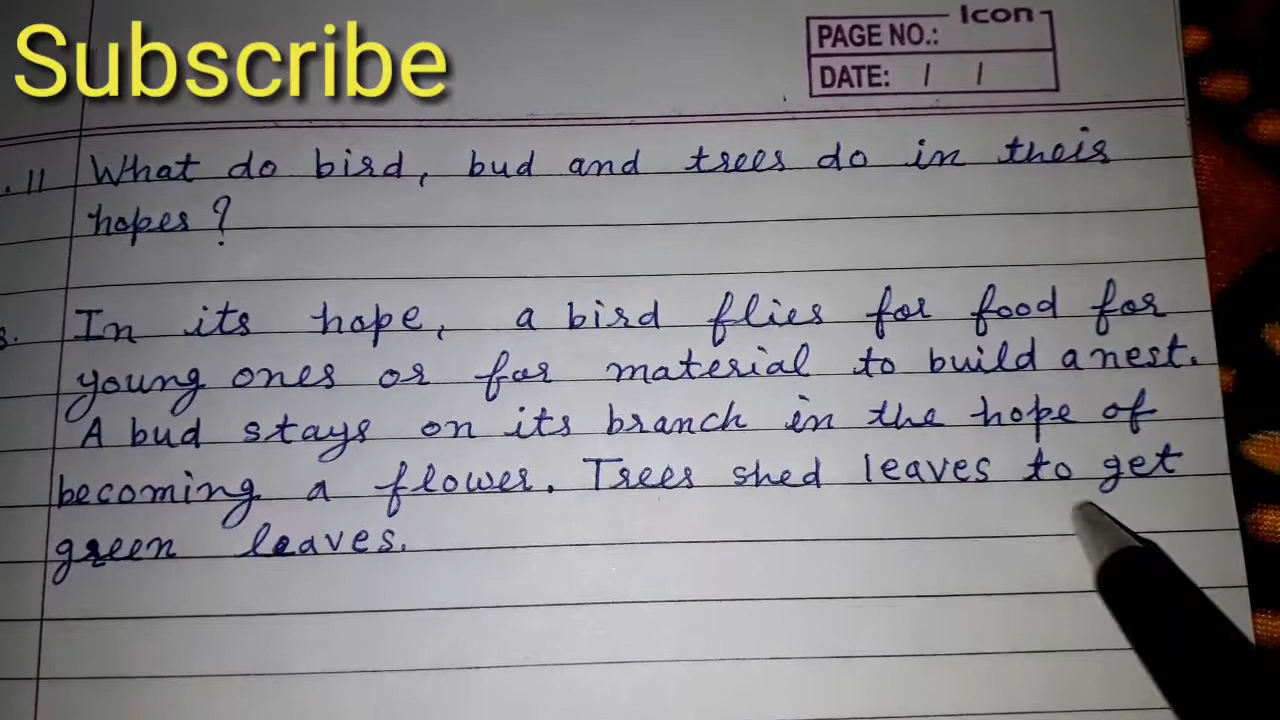 Subscribe
Icon
PAGE NO.:
DATE: / /
.11 What do bird, bud and trees do in their
hopes?
In its hope, a bird flies for food for
young ones or for material to build a nest.
A bud stays on its branch in the hope of
becoming a flower. Trees shed leaves to get
green leaves.